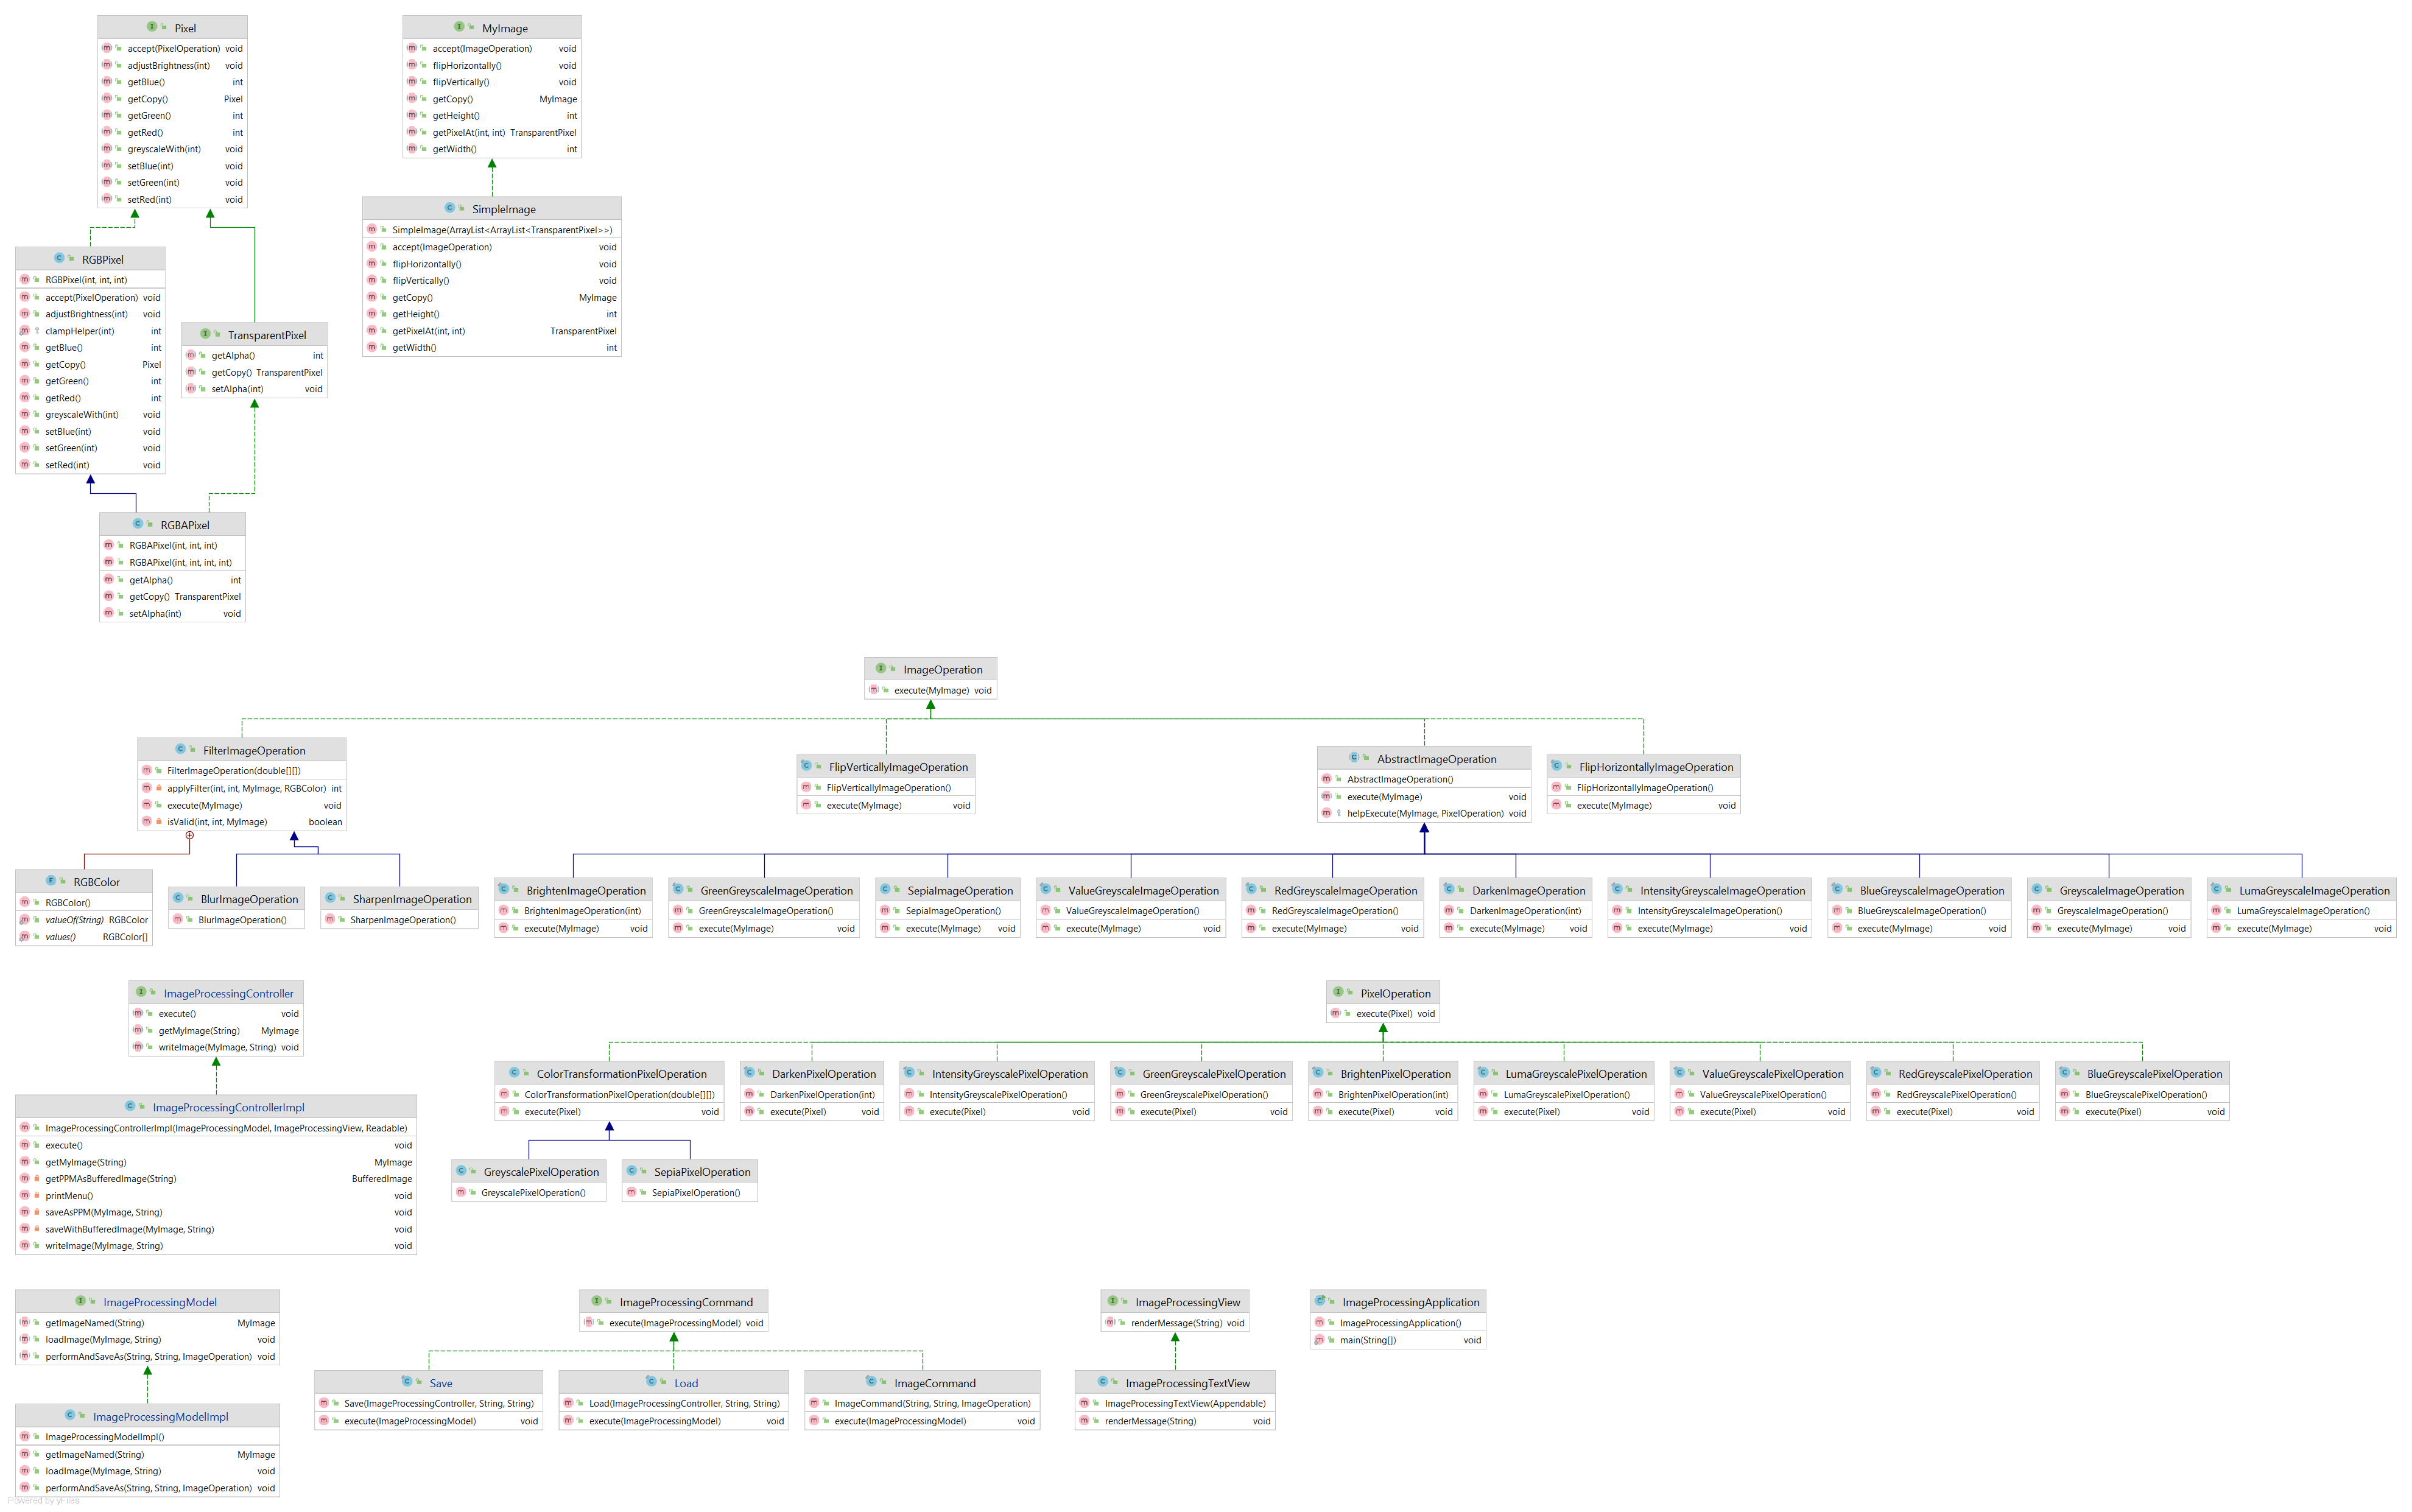 Pixel
accept(PixelOperation) void
adjustBrightness(int) void
getBlue() int
getCopy() Pixel
getGreen() int
getRed() int
greyscaleWith(int) void
setBlue(int) void
setGreen(int) void
setRed(int) void
MyImage
accept(ImageOperation) void
flipHorizontally() void
flipVertically() void
getCopy() MyImage
getHeight() int
getPixelAt(int, int) TransparentPixel
getWidth() int
SimpleImage
SimpleImage(ArrayList<ArrayList<TransparentPixel>>)
accept(ImageOperation) void
flipHorizontally() void
flipVertically() void
getCopy() MyImage
getHeight() int
getPixelAt(int, int) TransparentPixel
getWidth() int
RGBPixel
RGBPixel(int, int, int)
accept(PixelOperation) void
adjustBrightness(int) void
clampHelper(int) int
getBlue() int
getCopy() Pixel
getGreen() int
getRed() int
greyscaleWith(int) void
setBlue(int) void
setGreen(int) void
setRed(int) void
TransparentPixel
getAlpha() int
getCopy() TransparentPixel
setAlpha(int) void
RGBAPixel
RGBAPixel(int, int, int)
RGBAPixel(int, int, int, int)
getAlpha() int
getCopy() TransparentPixel
setAlpha(int) void
ImageOperation
execute(MyImage) void
FilterImageOperation
FilterImageOperation(double[][])
applyFilter(int, int, MyImage, RGBColor) int
execute(MyImage) void
isValid(int, int, MyImage) boolean
FlipVerticallyImageOperation
FlipVerticallyImageOperation()
execute(MyImage) void
AbstractImageOperation
AbstractImageOperation()
execute(MyImage) void
helpExecute(MyImage, PixelOperation) void
FlipHorizontallyImageOperation
FlipHorizontallyImageOperation()
execute(MyImage) void
RGBColor
RGBColor()
valueOf(String) RGBColor
values() RGBColor[]
BlurImageOperation
BlurImageOperation()
SharpenImageOperation
SharpenImageOperation()
BrightenImageOperation
BrightenImageOperation(int)
execute(MyImage) void
GreenGreyscaleImageOperation
GreenGreyscaleImageOperation()
execute(MyImage) void
SepiaImageOperation
SepiaImageOperation()
execute(MyImage) void
ValueGreyscaleImageOperation
ValueGreyscaleImageOperation()
execute(MyImage) void
RedGreyscaleImageOperation
RedGreyscaleImageOperation()
execute(MyImage) void
DarkenImageOperation
DarkenImageOperation(int)
execute(MyImage) void
IntensityGreyscaleImageOperation
IntensityGreyscaleImageOperation()
execute(MyImage) void
BlueGreyscaleImageOperation
BlueGreyscaleImageOperation()
execute(MyImage) void
GreyscaleImageOperation
GreyscaleImageOperation()
execute(MyImage) void
LumaGreyscaleImageOperation
LumaGreyscaleImageOperation()
execute(MyImage) void
ImageProcessingController
execute() void
getMyImage(String) MyImage
writeImage(MyImage, String) void
ImageProcessingControllerImpl
ImageProcessingControllerImpl(ImageProcessingModel, ImageProcessingView, Readable)
execute() void
getMyImage(String) MyImage
getPPMAsBufferedImage(String) BufferedImage
printMenu() void
saveAsPPM(MyImage, String) void
saveWithBufferedImage(MyImage, String) void
writeImage(MyImage, String) void
PixelOperation
execute(Pixel) void
ColorTransformationPixelOperation
ColorTransformationPixelOperation(double[][])
execute(Pixel) void
DarkenPixelOperation
DarkenPixelOperation(int)
execute(Pixel) void
IntensityGreyscalePixelOperation
IntensityGreyscalePixelOperation()
execute(Pixel) void
GreenGreyscalePixelOperation
GreenGreyscalePixelOperation()
execute(Pixel) void
BrightenPixelOperation
BrightenPixelOperation(int)
execute(Pixel) void
LumaGreyscalePixelOperation
LumaGreyscalePixelOperation()
execute(Pixel) void
ValueGreyscalePixelOperation
ValueGreyscalePixelOperation()
execute(Pixel) void
RedGreyscalePixelOperation
RedGreyscalePixelOperation()
execute(Pixel) void
BlueGreyscalePixelOperation
BlueGreyscalePixelOperation()
execute(Pixel) void
GreyscalePixelOperation
GreyscalePixelOperation()
SepiaPixelOperation
SepiaPixelOperation()
ImageProcessingModel
getImageNamed(String) MyImage
loadImage(MyImage, String) void
performAndSaveAs(String, String, ImageOperation) void
ImageProcessingModelImpl
ImageProcessingModelImpl()
getImageNamed(String) MyImage
loadImage(MyImage, String) void
performAndSaveAs(String, String, ImageOperation) void
ImageProcessingCommand
execute(ImageProcessingModel) void
Save
Save(ImageProcessingController, String, String)
execute(ImageProcessingModel) void
Load
Load(ImageProcessingController, String, String)
execute(ImageProcessingModel) void
ImageCommand
ImageCommand(String, String, ImageOperation)
execute(ImageProcessingModel) void
ImageProcessingView
renderMessage(String) void
ImageProcessingTextView
ImageProcessingTextView(Appendable)
renderMessage(String) void
ImageProcessingApplication
ImageProcessingApplication()
main(String[]) void
Powered by yFiles